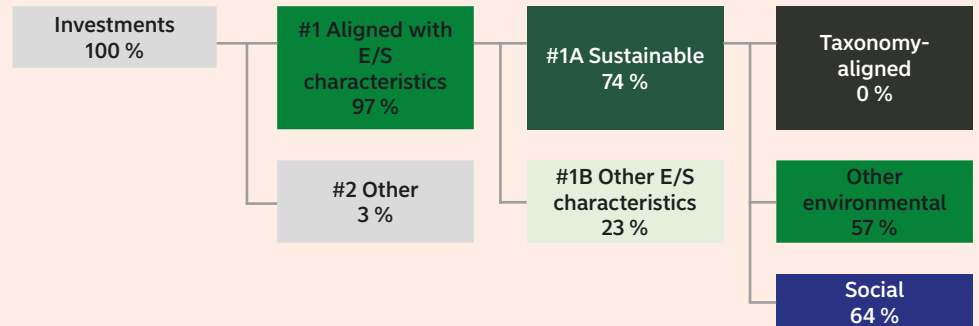 Investments
100 %
#1 Aligned with
E/S
characteristics
97 %
#1A Sustainable
74 %
Taxonomy-
aligned
0 %
#2 Other
3 %
#1B Other E/S
characteristics
23 %
Other
environmental
57 %
Social
64 %